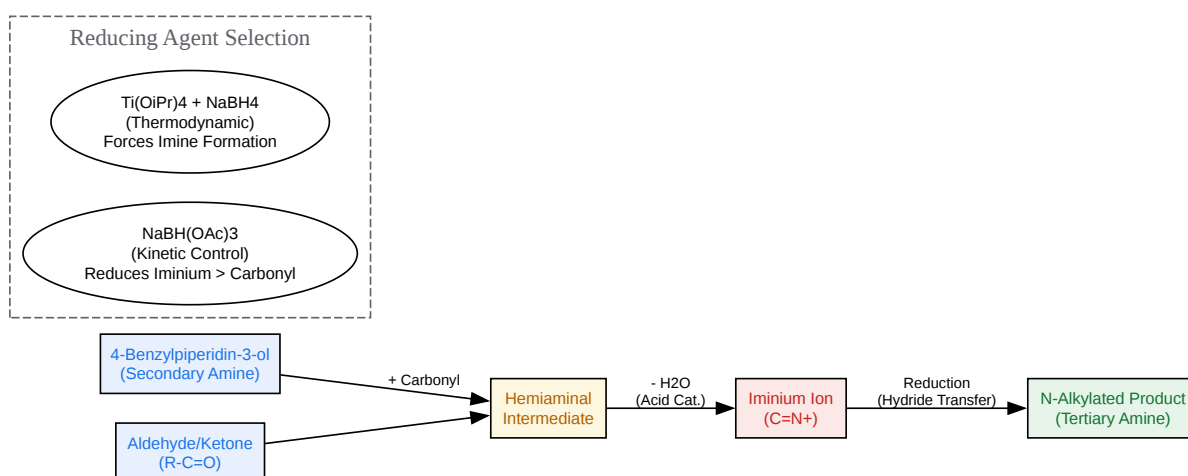 Reducing Agent Selection
Ti(OiPr)4 + NaBH4
(Thermodynamic)
Forces Imine Formation
NaBH(OAc)3
(Kinetic Control)
Reduces Iminium > Carbonyl
4-Benzylpiperidin-3-ol
(Secondary Amine)
+ Carbonyl
Aldehyde/Ketone
(R-C=O)
Hemiaminal
Intermediate
- H2O
(Acid Cat.)
Iminium Ion
(C=N+)
Reduction
(Hydride Transfer)
N-Alkylated Product
(Tertiary Amine)